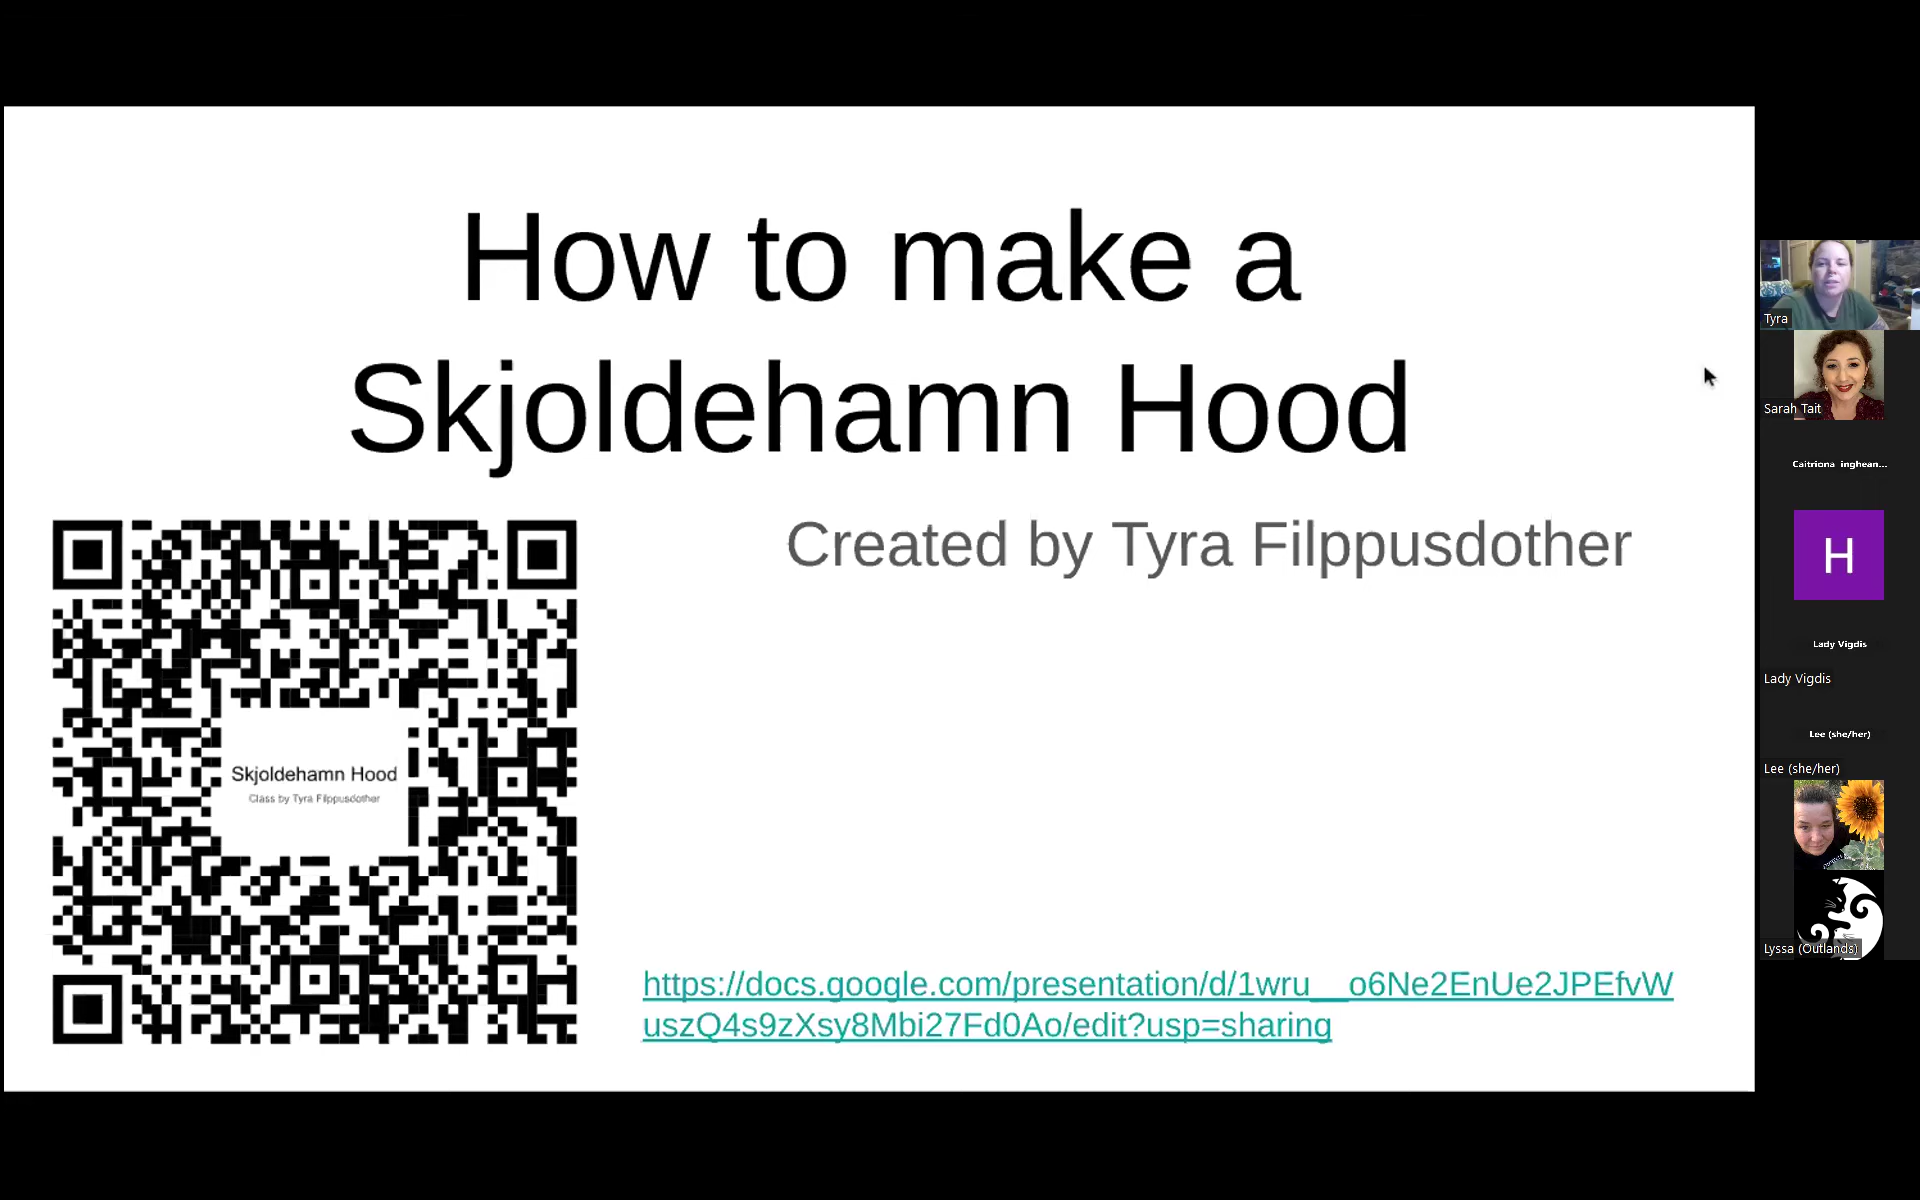 How to make a
Skjoldehamn Hood
Created by Tyra Filppusdother
Skjoldehamn Hood
Class by Tyra Filppusdother
https://docs.google.com/presentation/d/1wru__o6Ne2EnUe2JPEfvW
uszQ4s9zXsy8Mbi27Fd0Ao/edit?usp=sharing
Tyra
Sarah Tait
Caitriona inghean...
H
Lady Vigdis
Lady Vigdis
Lee (she/her)
Lee (she/her)
Lyssa (Outlands)